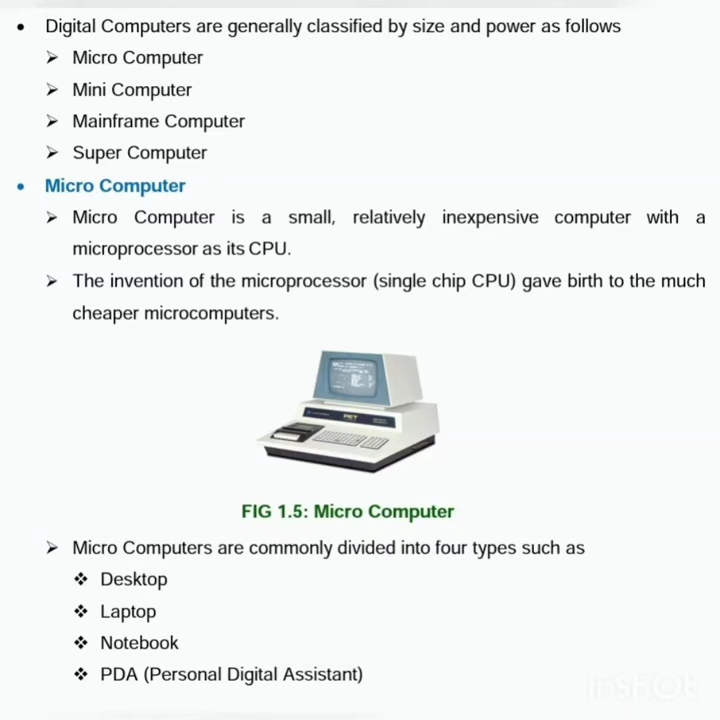 • Digital Computers are generally classified by size and power as follows
➢ Micro Computer
➢ Mini Computer
➢ Mainframe Computer
➢ Super Computer
• Micro Computer
➢ Micro Computer is a small, relatively inexpensive computer with a
microprocessor as its CPU.
➢ The invention of the microprocessor (single chip CPU) gave birth to the much
cheaper microcomputers.
PET
FIG 1.5: Micro Computer
➢ Micro Computers are commonly divided into four types such as
❖ Desktop
❖ Laptop
❖ Notebook
❖ PDA (Personal Digital Assistant)
InShOt